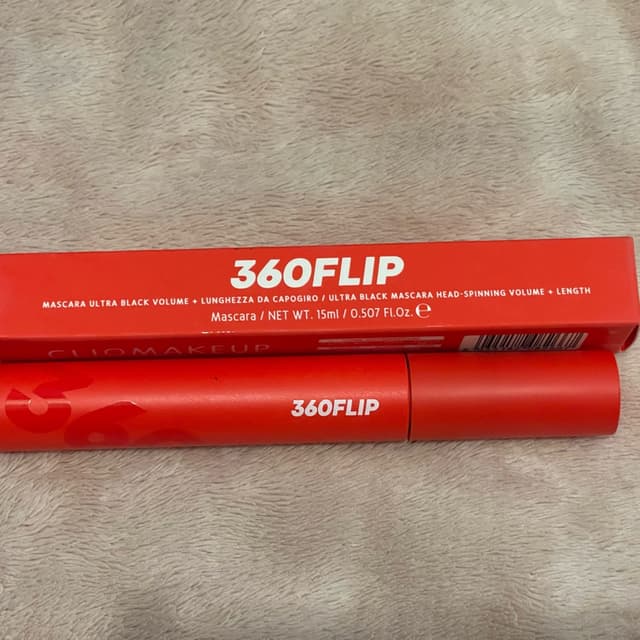 360FLIP
MASCARA ULTRA BLACK VOLUME + LUNGHEZZA DA CAPOGIRO / ULTRA BLACK MASCARA HEAD-SPINNING VOLUME + LENGTH
Mascara / NET WT. 15ml / 0.507 Fl.Oz. ℮
CLIOMAKEUP
360FLIP